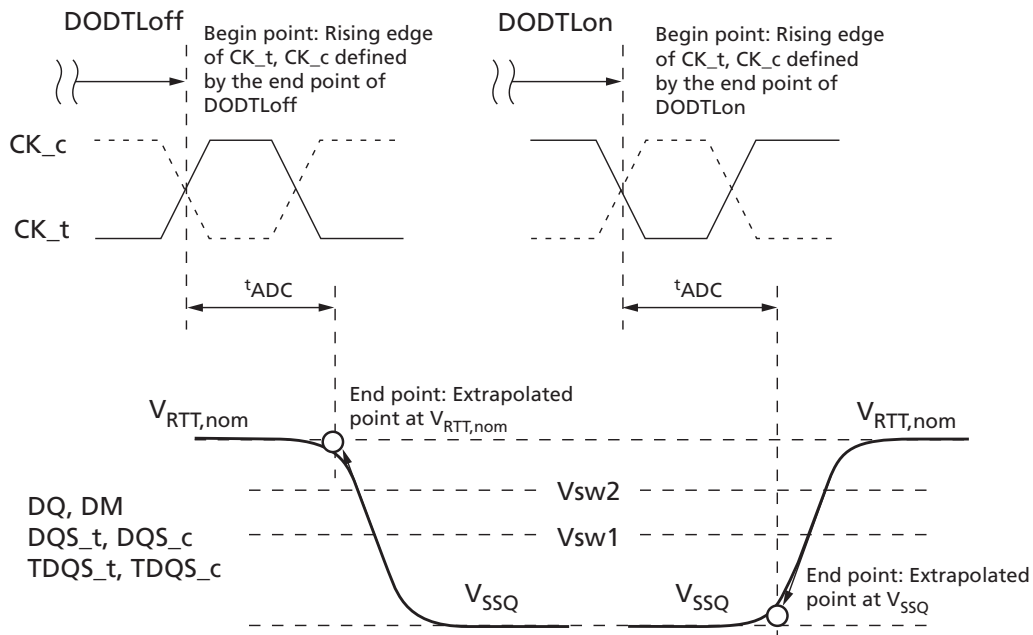 DODTLoff
Begin point: Rising edge
of CK_t, CK_c defined
by the end point of
DODTLoff
DODTLon
Begin point: Rising edge
of CK_t, CK_c defined
by the end point of
DODTLon
CK_c
CK_t
tADC
tADC
End point: Extrapolated
point at VRTT,nom
VRTT,nom
VRTT,nom
Vsw2
Vsw1
DQ, DM
DQS_t, DQS_c
TDQS_t, TDQS_c
VSSQ
VSSQ
End point: Extrapolated
point at VSSQ